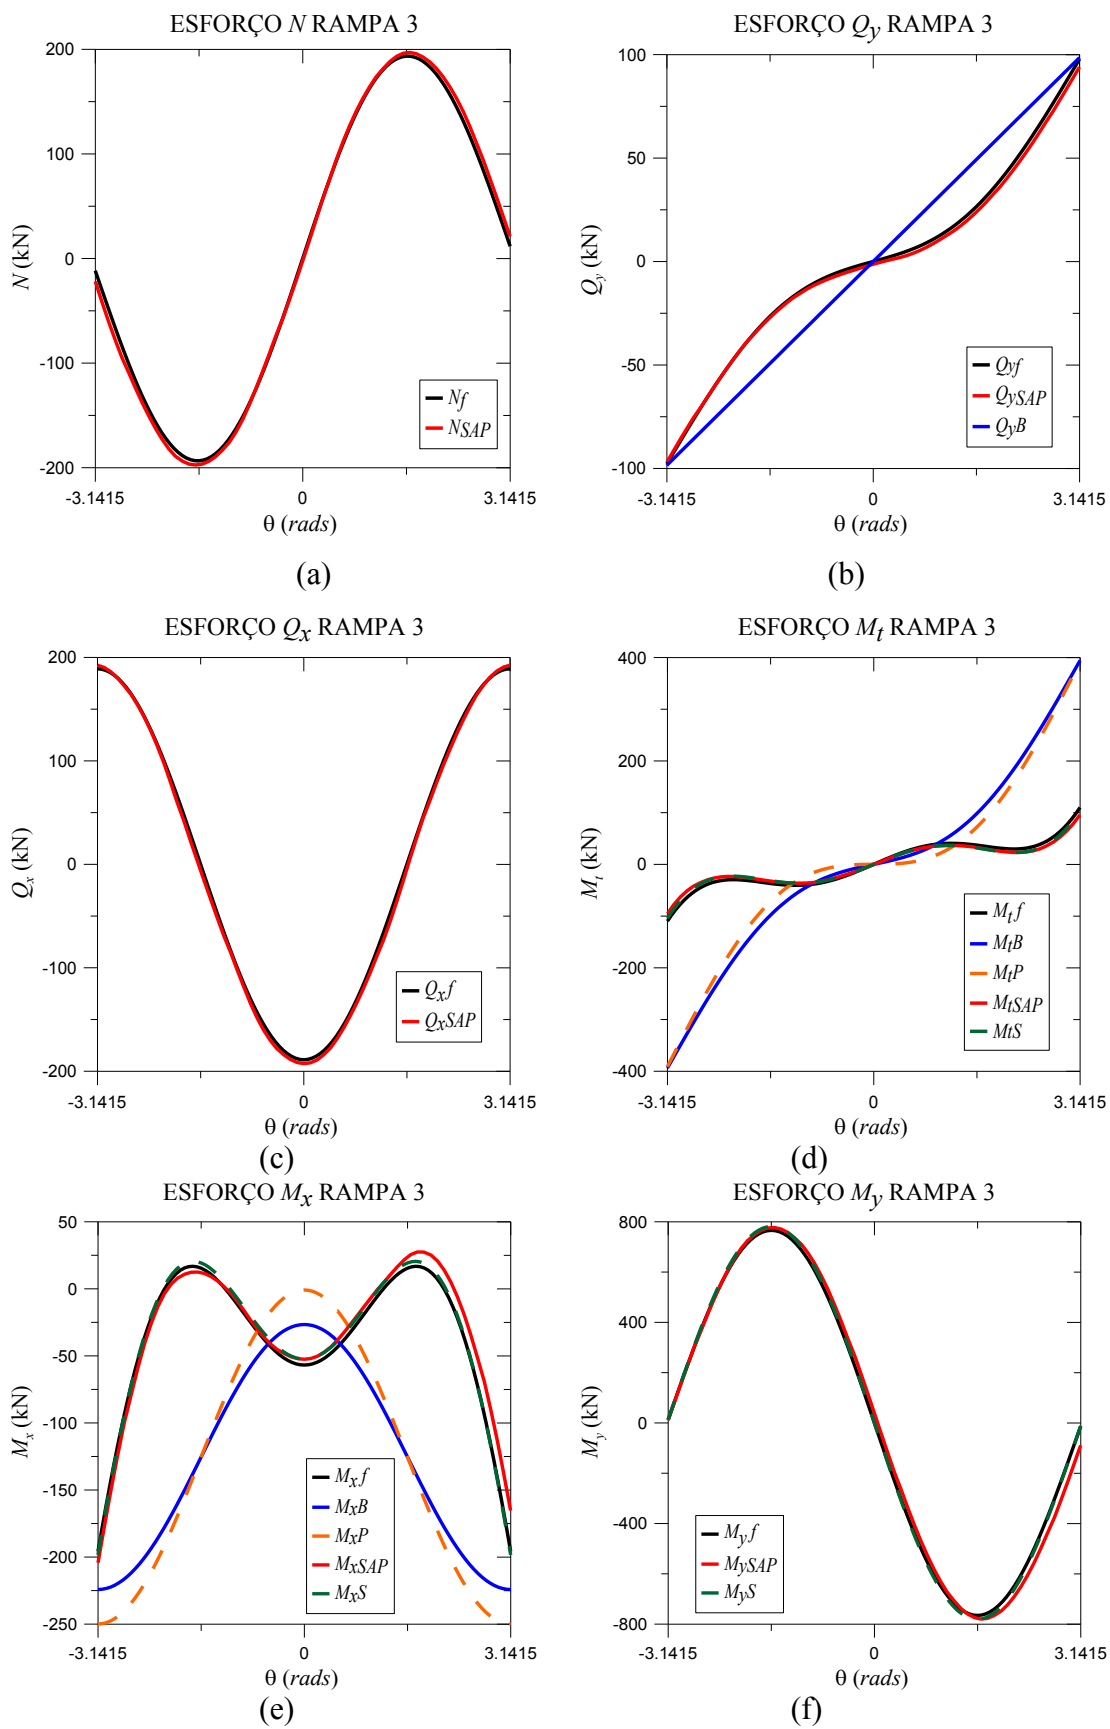 ESFORÇO N RAMPA 3
200
100
0
-100
-200
N (kN)
Nf
NSAP
-3.1415 0 3.1415
θ (rads)
(a)
ESFORÇO Qy RAMPA 3
100
50
0
-50
-100
Qy (kN)
Qyf
QySAP
QyB
-3.1415 0 3.1415
θ (rads)
(b)
ESFORÇO Qx RAMPA 3
200
100
0
-100
-200
Qx (kN)
Qxf
QxSAP
-3.1415 0 3.1415
θ (rads)
(c)
ESFORÇO Mt RAMPA 3
400
200
0
-200
-400
Mt (kN)
Mtf
MtB
MtP
MtSAP
MtS
-3.1415 0 3.1415
θ (rads)
(d)
ESFORÇO Mx RAMPA 3
50
0
-50
-100
-150
-200
-250
Mx (kN)
Mxf
MxB
MxP
MxSAP
MxS
-3.1415 0 3.1415
θ (rads)
(e)
ESFORÇO My RAMPA 3
800
400
0
-400
-800
My (kN)
Myf
MySAP
MyS
-3.1415 0 3.1415
θ (rads)
(f)